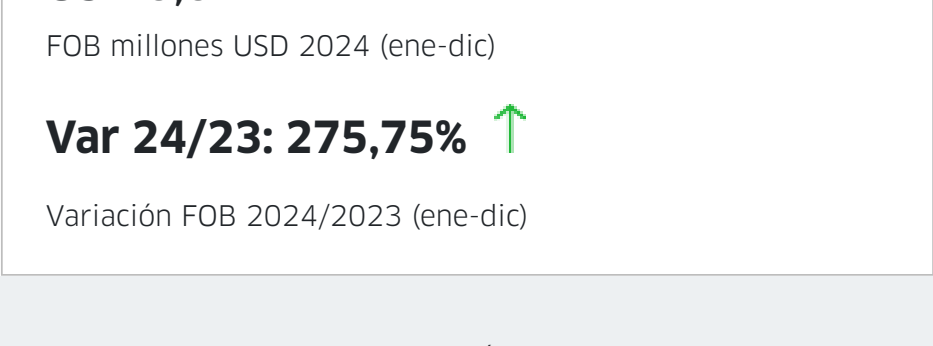 FOB millones USD 2024 (ene-dic)
Var 24/23: 275,75% ↑
Variación FOB 2024/2023 (ene-dic)